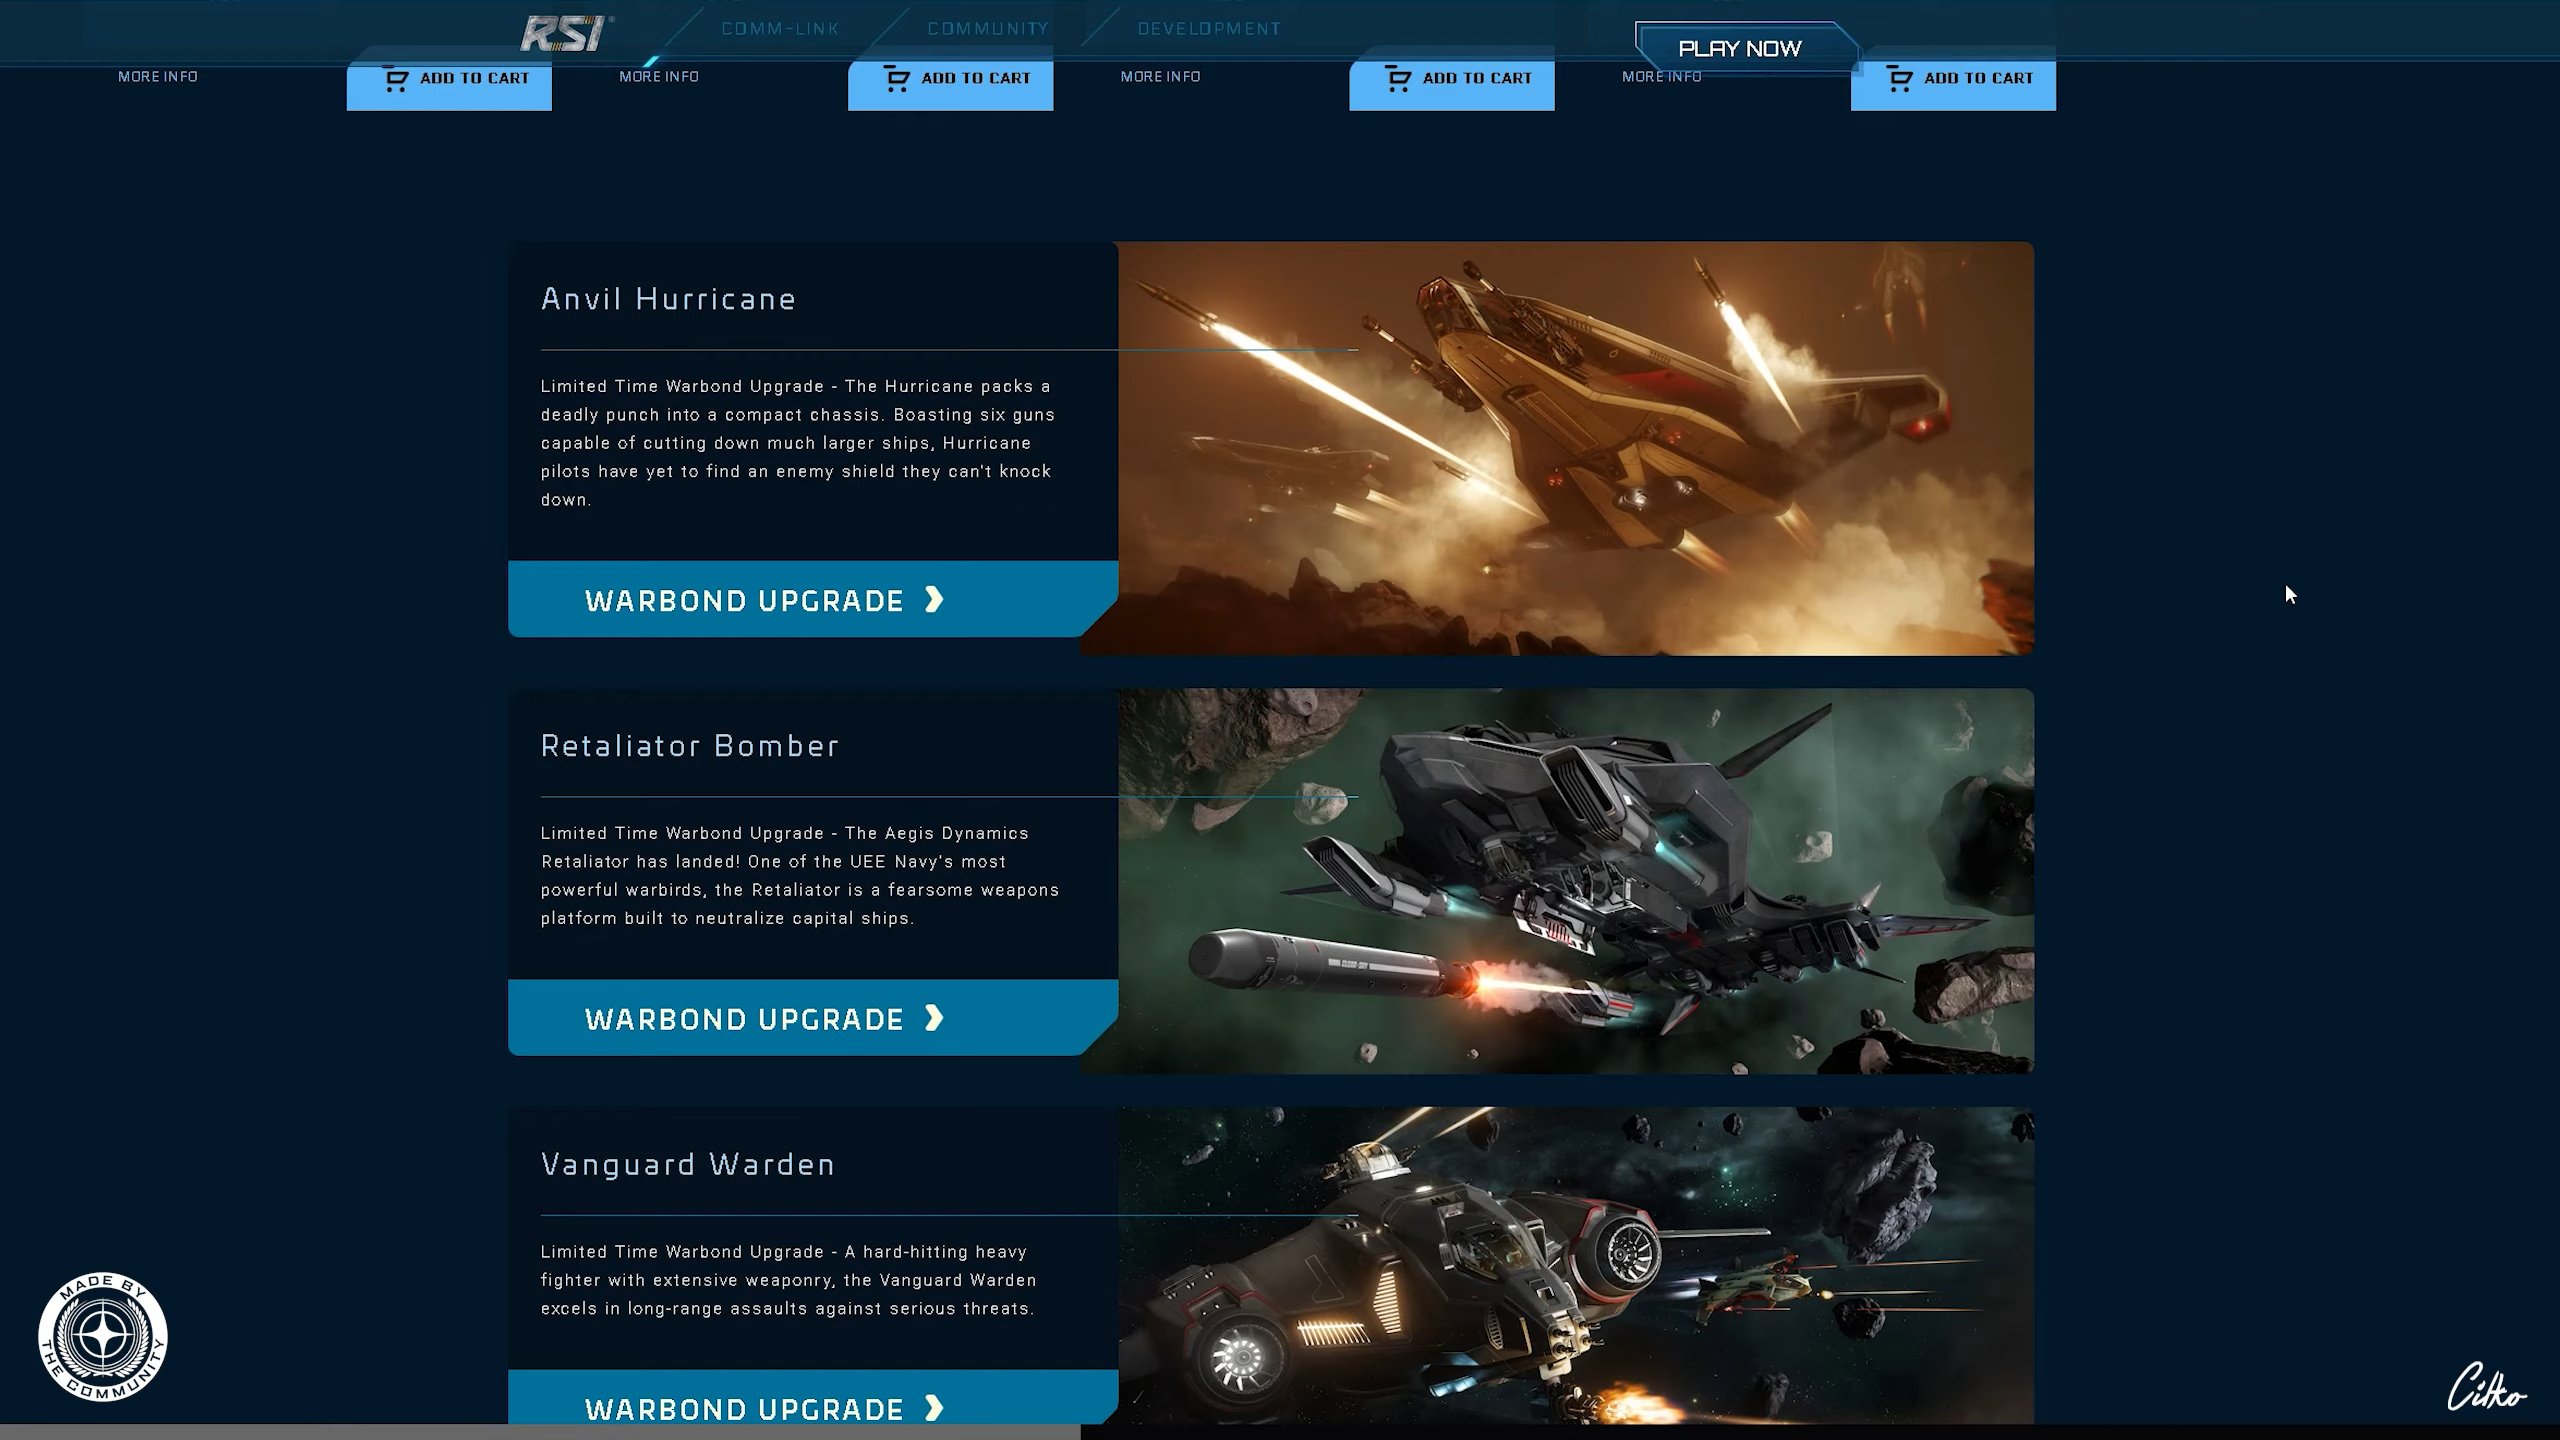 RSI
COMM-LINK
COMMUNITY
DEVELOPMENT
PLAY NOW
MORE INFO
ADD TO CART
MORE INFO
ADD TO CART
MORE INFO
ADD TO CART
MORE INFO
ADD TO CART
Anvil Hurricane
Limited Time Warbond Upgrade - The Hurricane packs a
deadly punch into a compact chassis. Boasting six guns
capable of cutting down much larger ships, Hurricane
pilots have yet to find an enemy shield they can't knock
down.
WARBOND UPGRADE
Retaliator Bomber
Limited Time Warbond Upgrade - The Aegis Dynamics
Retaliator has landed! One of the UEE Navy's most
powerful warbirds, the Retaliator is a fearsome weapons
platform built to neutralize capital ships.
WARBOND UPGRADE
Vanguard Warden
Limited Time Warbond Upgrade - A hard-hitting heavy
fighter with extensive weaponry, the Vanguard Warden
excels in long-range assaults against serious threats.
WARBOND UPGRADE
MADE BY
THE COMMUNITY